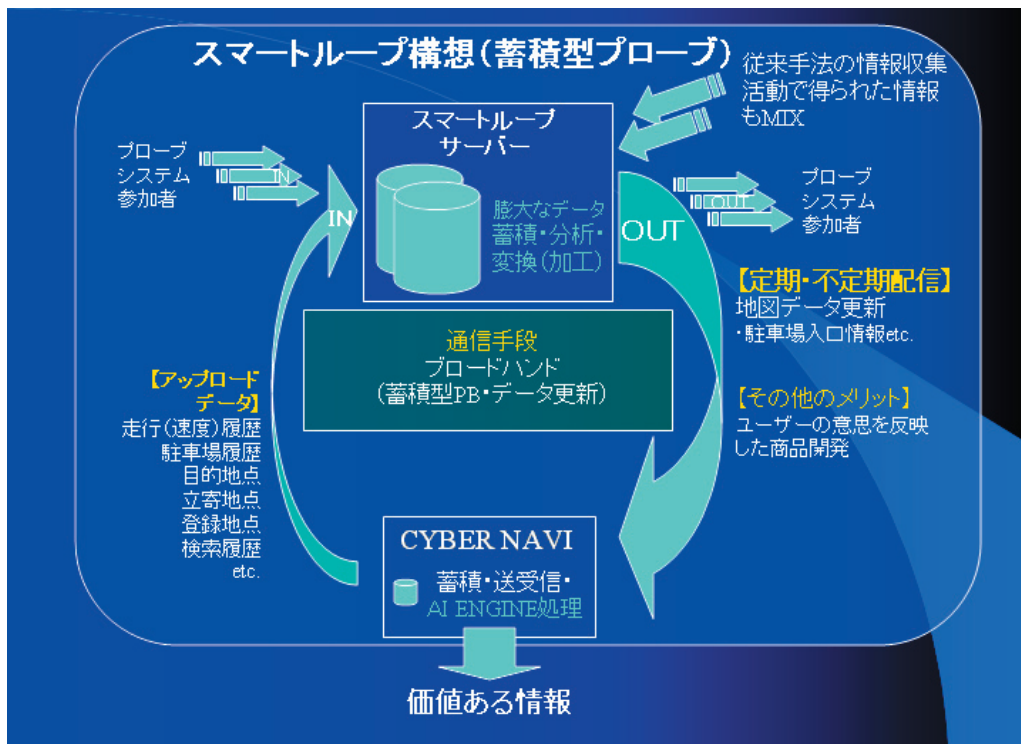 スマートループ構想(蓄積型プローブ)
従来手法の情報収集
活動で得られた情報
もMIX
スマートループ
サーバー
プローブ
システム
参加者
IN
IN
膨大なデータ
蓄積・分析・
変換(加工)
OUT
OUT
プローブ
システム
参加者
【定期・不定期配信】
地図データ更新
・駐車場入口情報etc.
通信手段
ブロードハンド
(蓄積型PB・データ更新)
【アップロード
データ】
走行(速度)履歴
駐車場履歴
目的地点
立寄地点
登録地点
検索履歴
etc.
【その他のメリット】
ユーザーの意思を反映
した商品開発
CYBER NAVI
蓄積・送受信・
AI ENGINE処理
価値ある情報